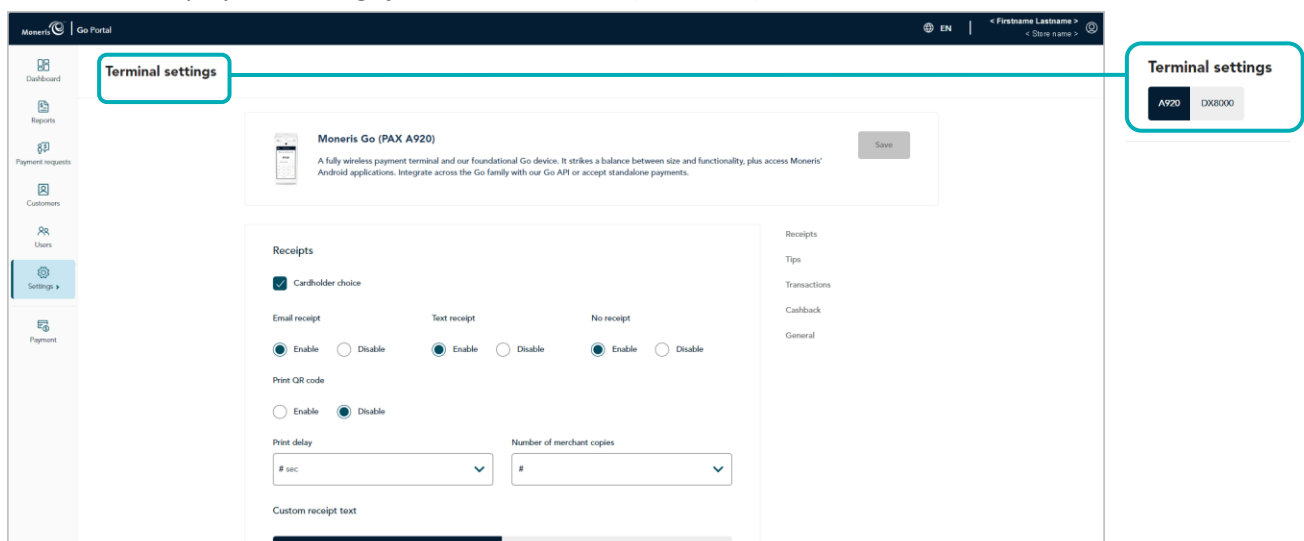 Moneris Go Portal
EN
< Firstname Lastname >
< Store name >
Dashboard
Reports
Payment requests
Customers
Users
Settings
Payment
Terminal settings
Terminal settings
A920 DX8000
Moneris Go (PAX A920)
A fully wireless payment terminal and our foundational Go device. It strikes a balance between size and functionality, plus access Moneris'
Android applications. Integrate across the Go family with our Go API or accept standalone payments.
Save
Receipts
Cardholder choice
Email receipt Text receipt No receipt
Enable Disable Enable Disable Enable Disable
Print QR code
Enable Disable
Print delay Number of merchant copies
# sec #
Custom receipt text
Receipts
Tips
Transactions
Cashback
General